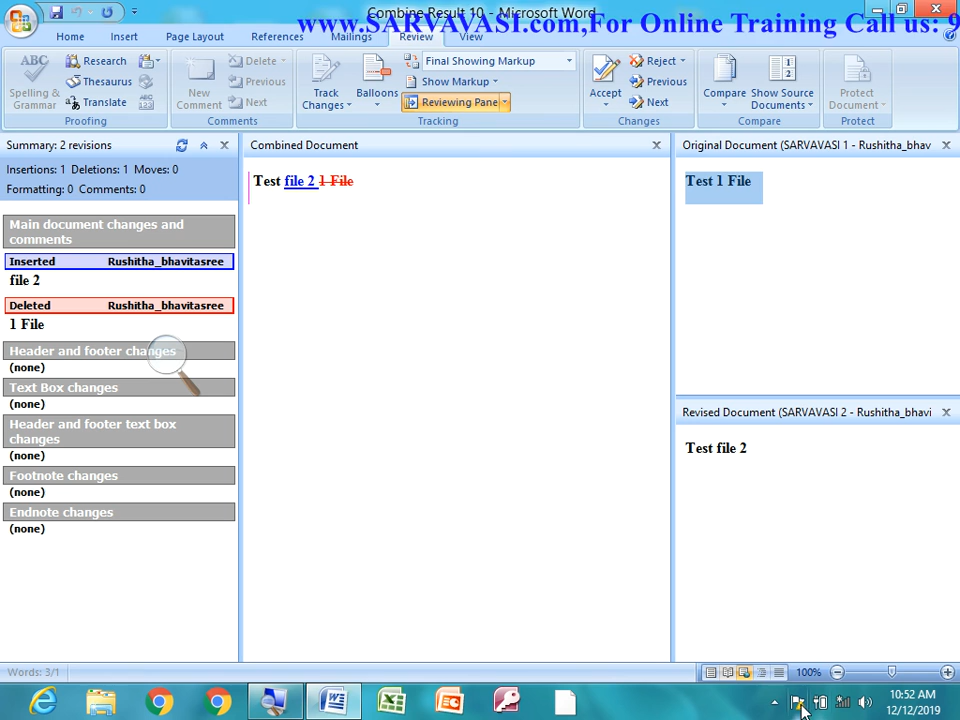 Combine Result 10 - Microsoft Word
www.SARVAVASI.com,For Online Training Call us: 9
Home Insert Page Layout References Mailings Review View
ABC Spelling & Grammar
Research
Thesaurus
Translate
Proofing
New Comment
Delete
Previous
Next
Comments
Track Changes
Balloons
Final Showing Markup
Show Markup
Reviewing Pane
Tracking
Accept
Reject
Previous
Next
Changes
Compare
Show Source Documents
Compare
Protect Document
Protect
Summary: 2 revisions
Insertions: 1 Deletions: 1 Moves: 0
Formatting: 0 Comments: 0
Main document changes and
comments
Inserted Rushitha_bhavitasree
file 2
Deleted Rushitha_bhavitasree
1 File
Header and footer changes
(none)
Text Box changes
(none)
Header and footer text box
changes
(none)
Footnote changes
(none)
Endnote changes
(none)
Combined Document
Test file 2 1 File
Original Document (SARVAVASI 1 - Rushitha_bhav
Test 1 File
Revised Document (SARVAVASI 2 - Rushitha_bhavi
Test file 2
Words: 3/1
100%
10:52 AM
12/12/2019